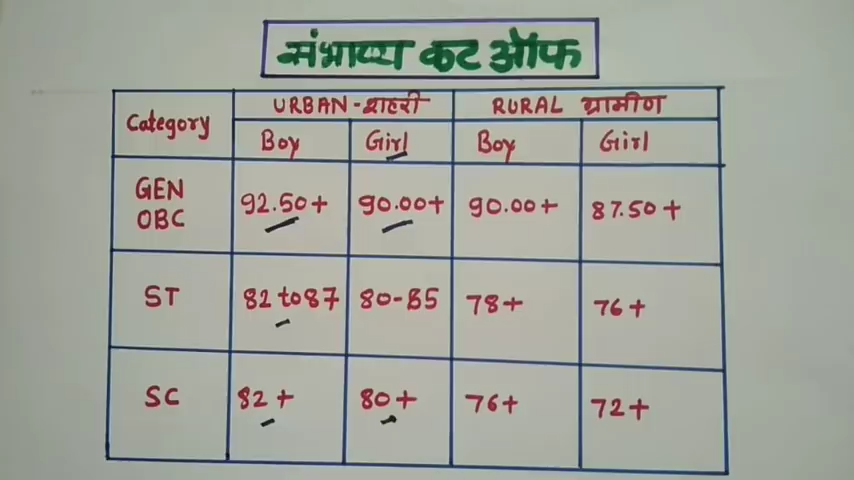 संभाव्य कट ऑफ
Category URBAN-शहरी RURAL ग्रामीण
Boy Girl Boy Girl
GEN OBC 92.50+ 90.00+ 90.00+ 87.50+
ST 82 to 87 80-85 78+ 76+
SC 82+ 80+ 76+ 72+